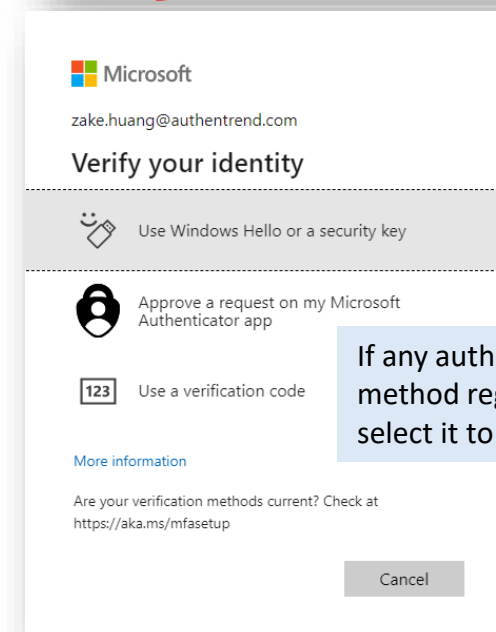 Microsoft
zake.huang@authentrend.com
Verify your identity
Use Windows Hello or a security key
Approve a request on my Microsoft
Authenticator app
123 Use a verification code
If any auth
method reg
select it to
More information
Are your verification methods current? Check at
https://aka.ms/mfasetup
Cancel